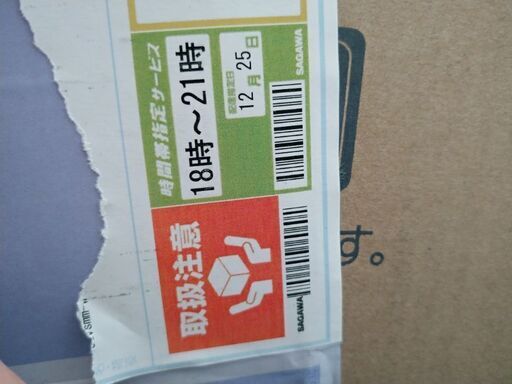 時間帯指定サービス
18時～21時
配達指定日
12月25日
SAGAWA
取扱注意
SAGAWA
す。